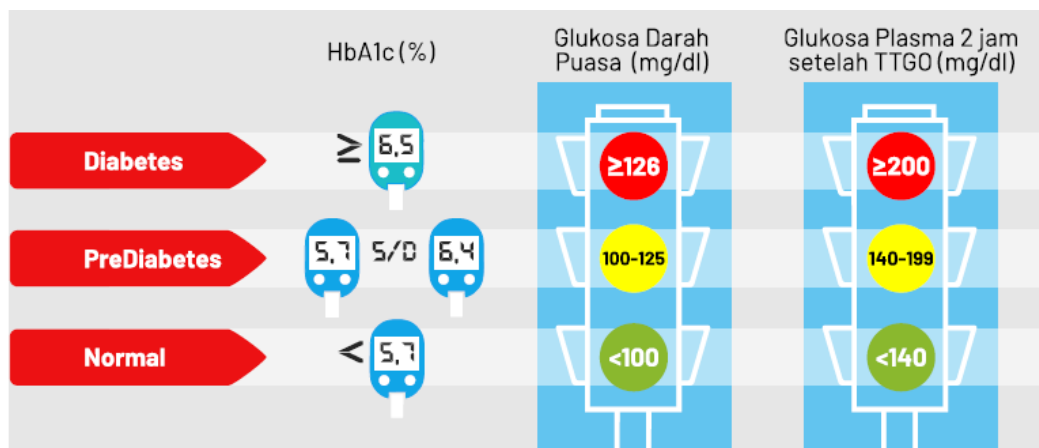 HbA1c (%)
Glukosa Darah
Puasa (mg/dl)
Glukosa Plasma 2 jam
setelah TTGO (mg/dl)
Diabetes
≥ 6,5
≥126
≥200
PreDiabetes
5,7 S/D 6,4
100-125
140-199
Normal
< 5,7
<100
<140